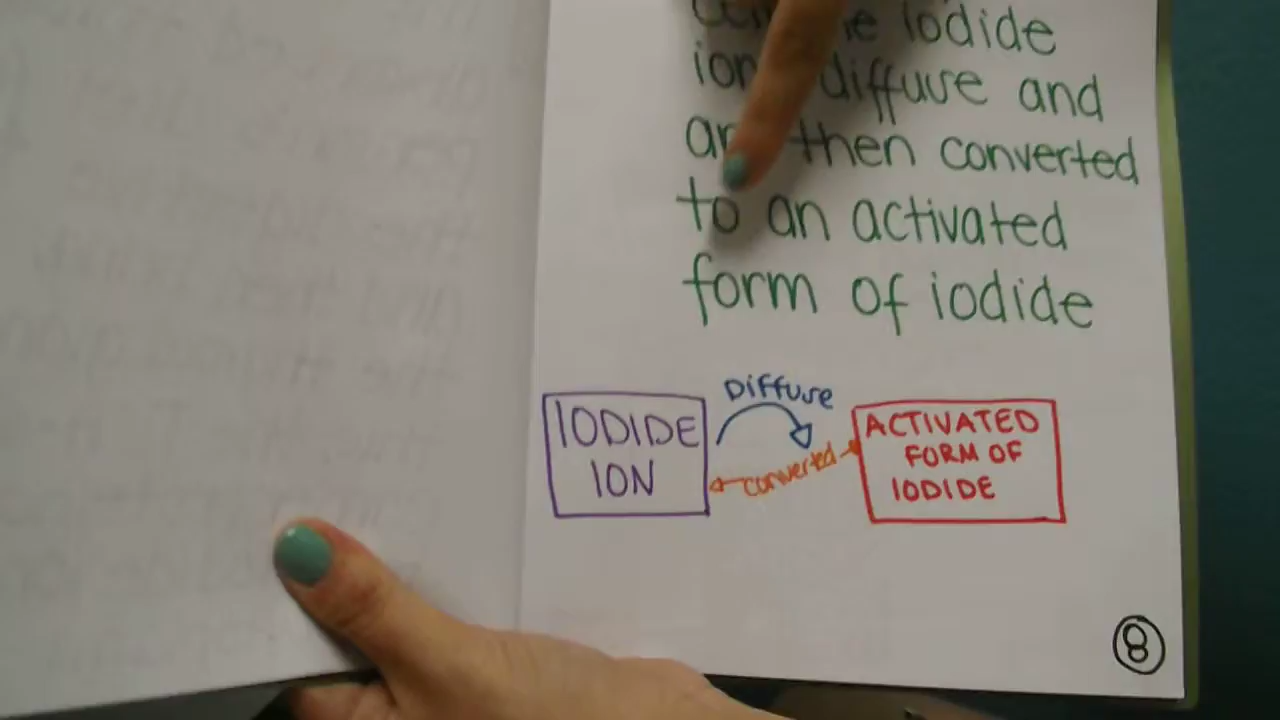 iodide
diffuse and
then converted
to an activated
form of iodide
Diffuse
IODIDE
ION
converted
ACTIVATED
FORM OF
IODIDE
8